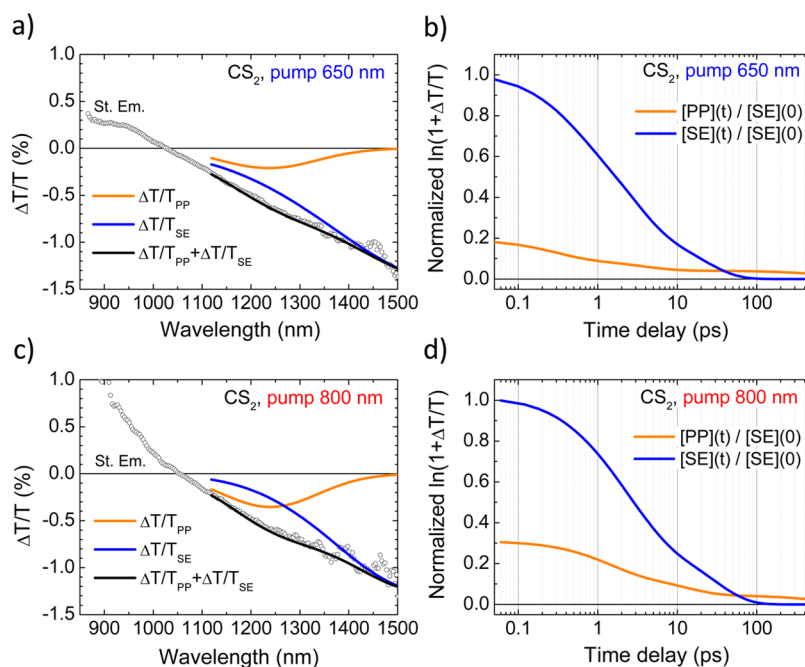 a)
CS2, pump 650 nm
St. Em.
ΔT/TPP
ΔT/TSE
ΔT/TPP+ΔT/TSE
1.0
0.5
0.0
-0.5
-1.0
-1.5
ΔT/T (%)
900 1000 1100 1200 1300 1400 1500
Wavelength (nm)
b)
CS2, pump 650 nm
[PP](t) / [SE](0)
[SE](t) / [SE](0)
1.0
0.8
0.6
0.4
0.2
0.0
Normalized ln(1+ΔT/T)
0.1 1 10 100
Time delay (ps)
c)
CS2, pump 800 nm
St. Em.
ΔT/TPP
ΔT/TSE
ΔT/TPP+ΔT/TSE
1.0
0.5
0.0
-0.5
-1.0
-1.5
ΔT/T (%)
900 1000 1100 1200 1300 1400 1500
Wavelength (nm)
d)
CS2, pump 800 nm
[PP](t) / [SE](0)
[SE](t) / [SE](0)
1.0
0.8
0.6
0.4
0.2
0.0
Normalized ln(1+ΔT/T)
0.1 1 10 100
Time delay (ps)